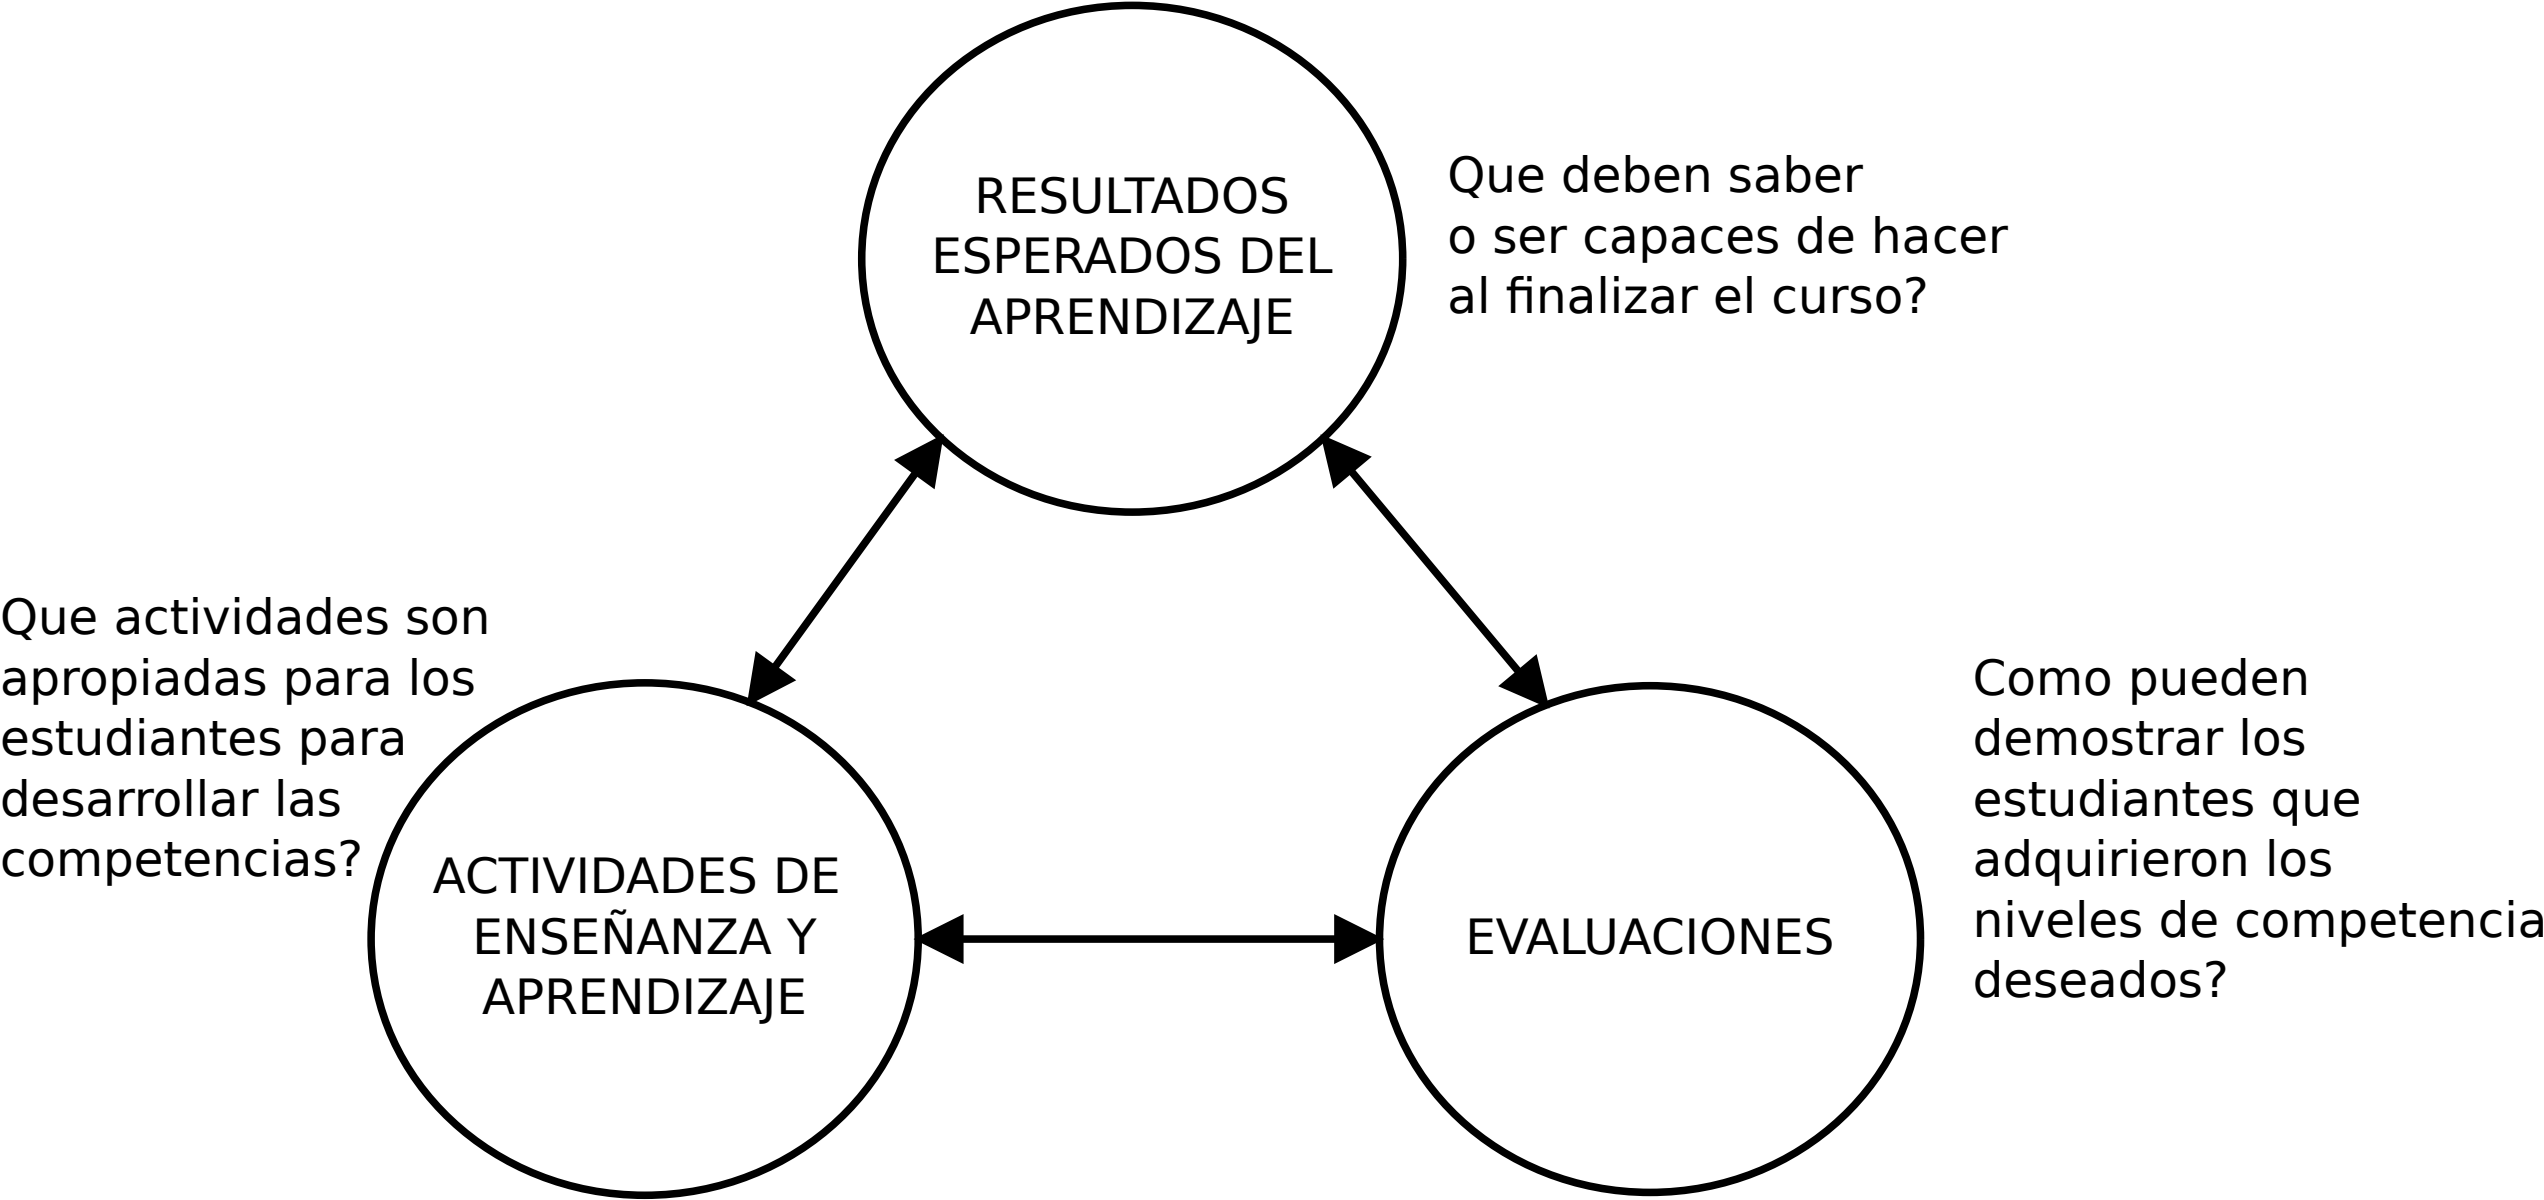 RESULTADOS
ESPERADOS DEL
APRENDIZAJE
Que deben saber
o ser capaces de hacer
al finalizar el curso?
Que actividades son
apropiadas para los
estudiantes para
desarrollar las
competencias?
ACTIVIDADES DE
ENSEÑANZA Y
APRENDIZAJE
EVALUACIONES
Como pueden
demostrar los
estudiantes que
adquirieron los
niveles de competencia
deseados?